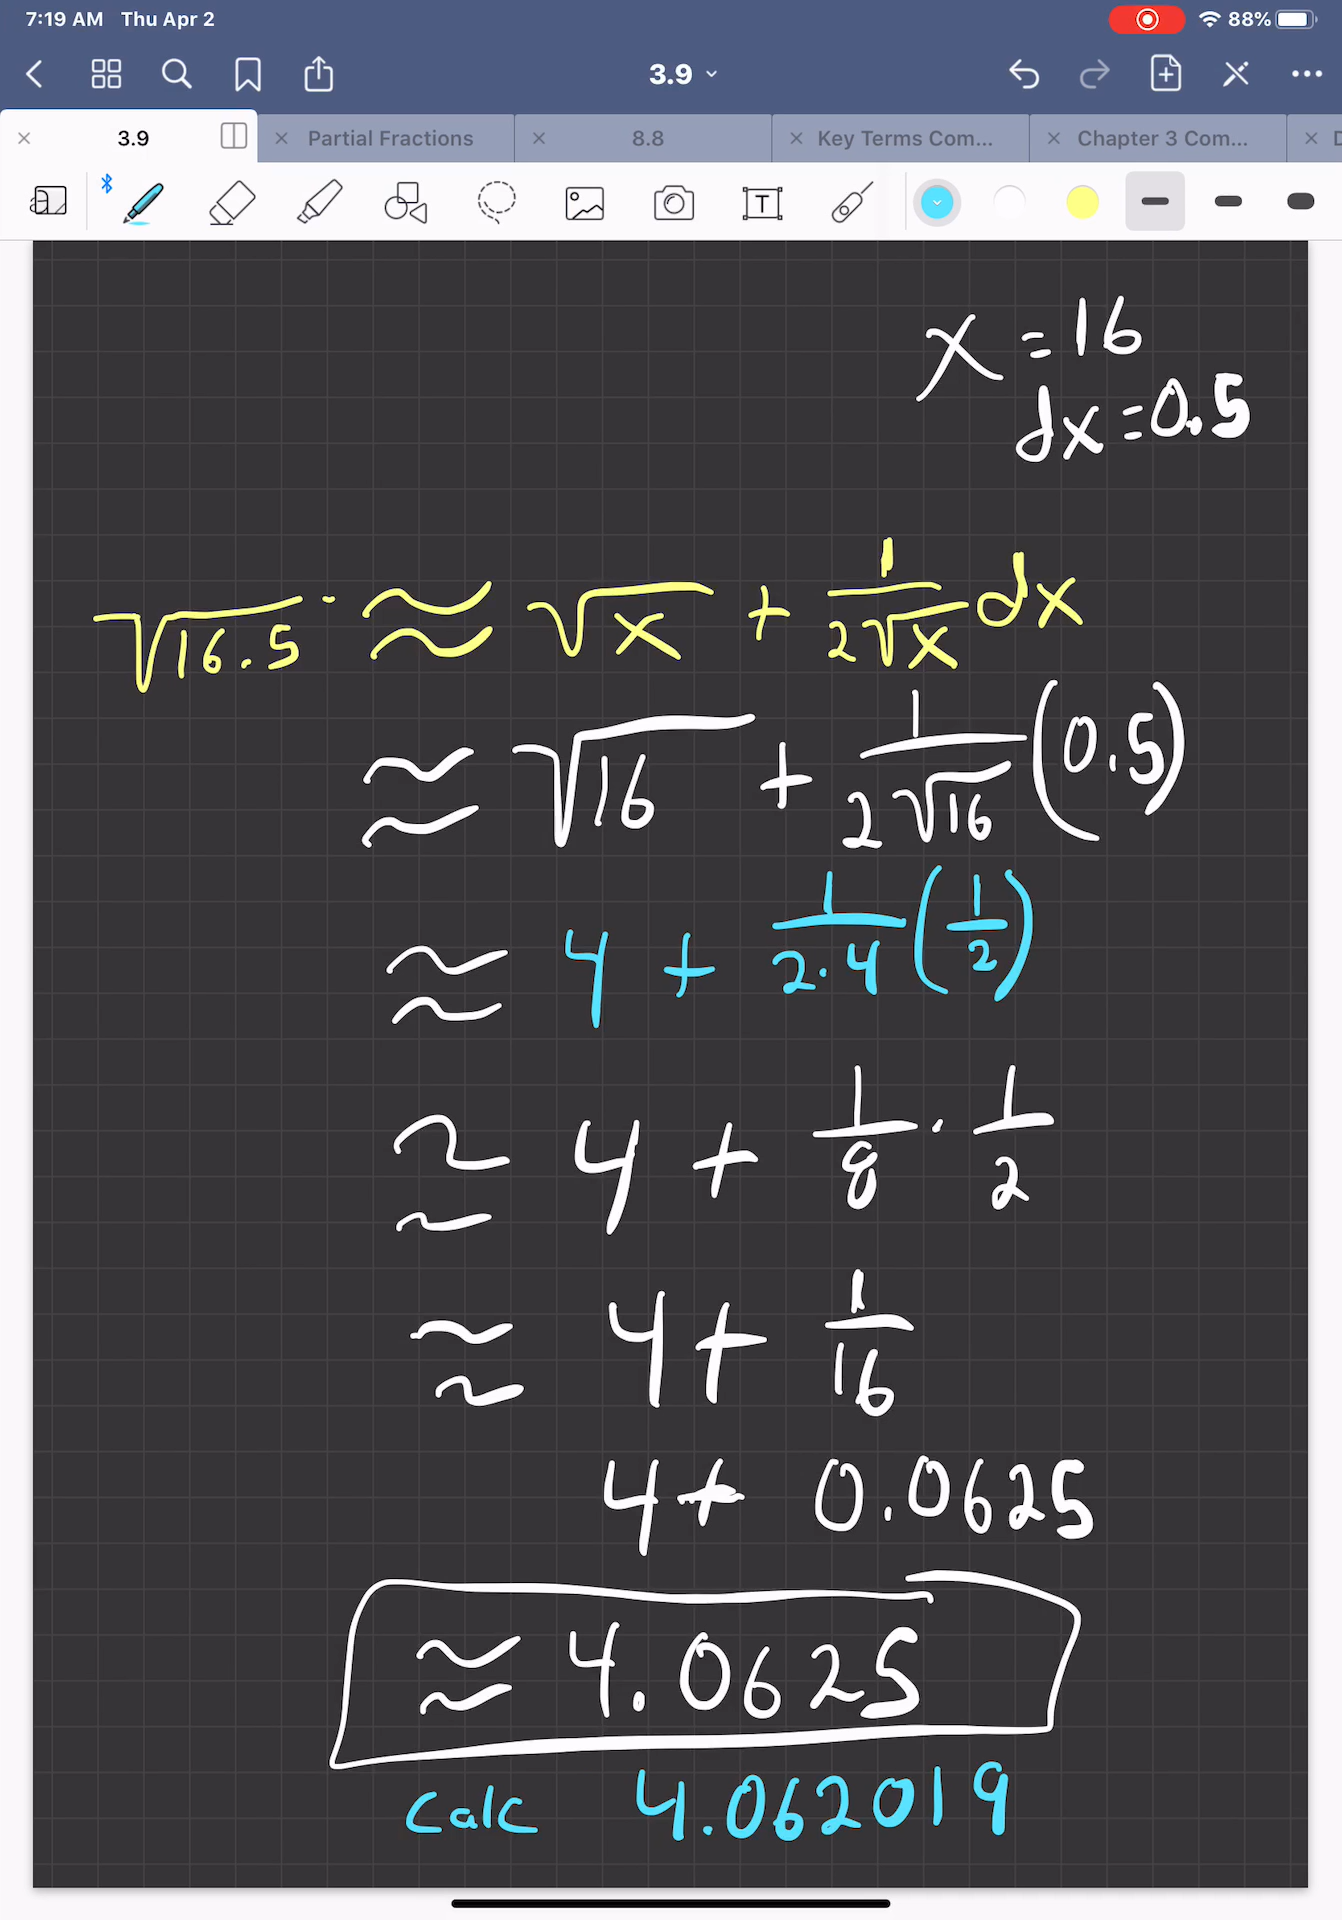 7:19 AM Thu Apr 2 88%
3.9
3.9 Partial Fractions 8.8 Key Terms Com... Chapter 3 Com...
x = 16
dx = 0.5
√16.5 ≈ √x + 1/(2√x) dx
≈ √16 + 1/(2√16) (0.5)
≈ 4 + 1/(2·4) (1/2)
≈ 4 + 1/8 · 1/2
≈ 4 + 1/16
4 + 0.0625
≈ 4.0625
Calc 4.062019